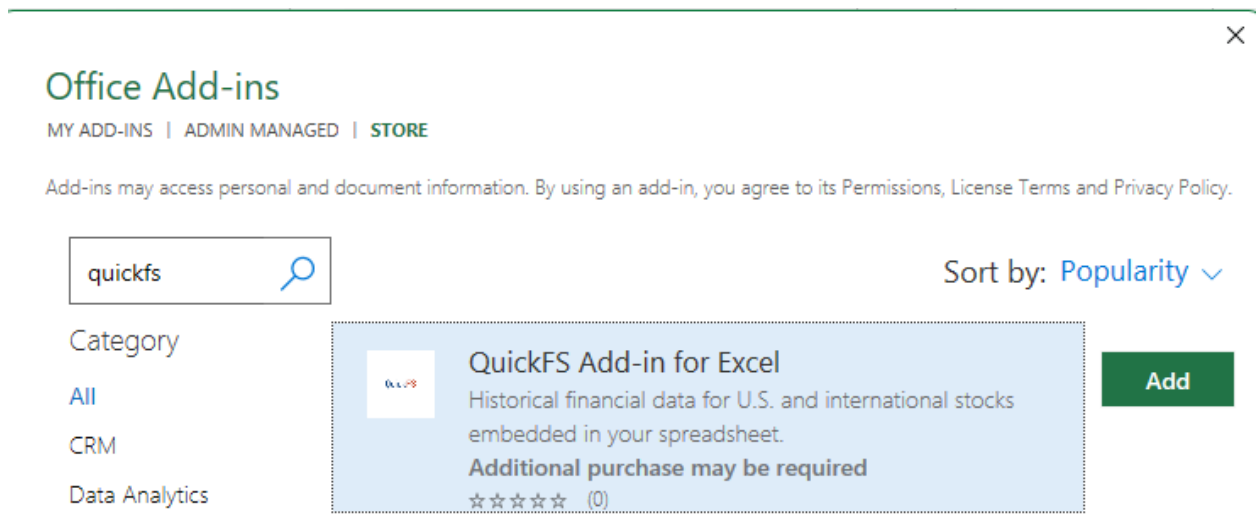 Office Add-ins
MY ADD-INS | ADMIN MANAGED | STORE
Add-ins may access personal and document information. By using an add-in, you agree to its Permissions, License Terms and Privacy Policy.
quickfs
Sort by: Popularity
Category
All
CRM
Data Analytics
QuickFS
QuickFS Add-in for Excel
Historical financial data for U.S. and international stocks
embedded in your spreadsheet.
Additional purchase may be required
(0)
Add